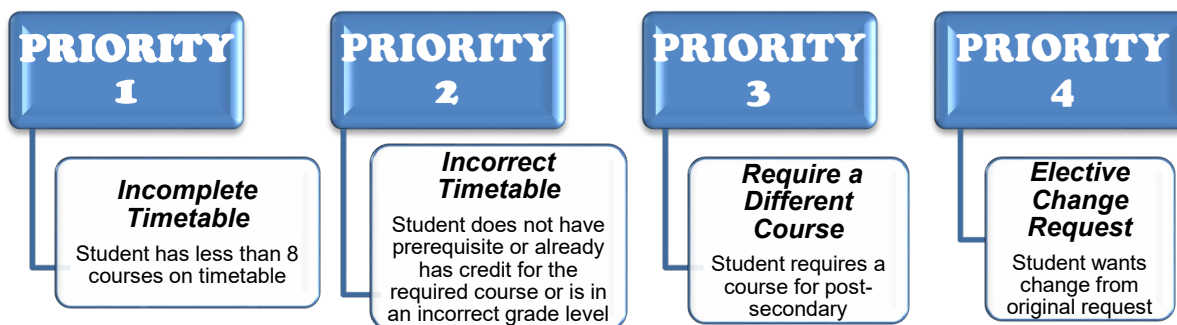 PRIORITY
1
Incomplete
Timetable
Student has less than 8
courses on timetable
PRIORITY
2
Incorrect
Timetable
Student does not have
prerequisite or already
has credit for the
required course or is in
an incorrect grade level
PRIORITY
3
Require a
Different
Course
Student requires a
course for post-
secondary
PRIORITY
4
Elective
Change
Request
Student wants
change from
original request